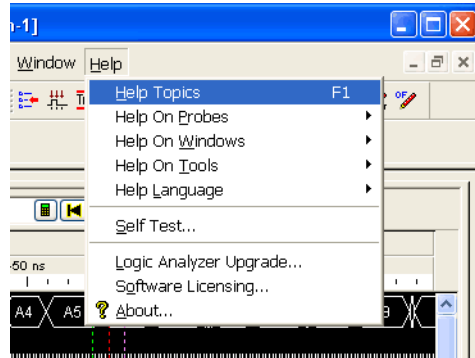 -1]
Window Help
Help Topics F1
Help On Probes
Help On Windows
Help On Tools
Help Language
Self Test...
50 ns
Logic Analyzer Upgrade...
Software Licensing...
A4 A5 About...